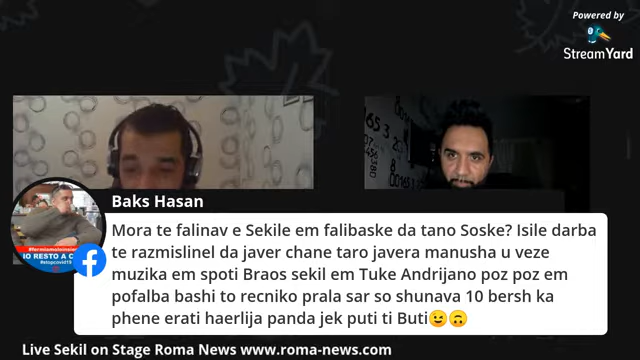 Powered by
StreamYard
Baks Hasan
Mora te falinav e Sekile em falibaske da tano Soske? Isile darba
te razmislinel da javer chane taro javera manusha u veze
muzika em spoti Braos sekil em Tuke Andrijano poz poz em
pofalba bashi to recniko prala sar so shunava 10 bersh ka
phene erati haerlija panda jek puti ti Buti😉🙃
IO RESTO A C
#stopcovid19
Live Sekil on Stage Roma News www.roma-news.com